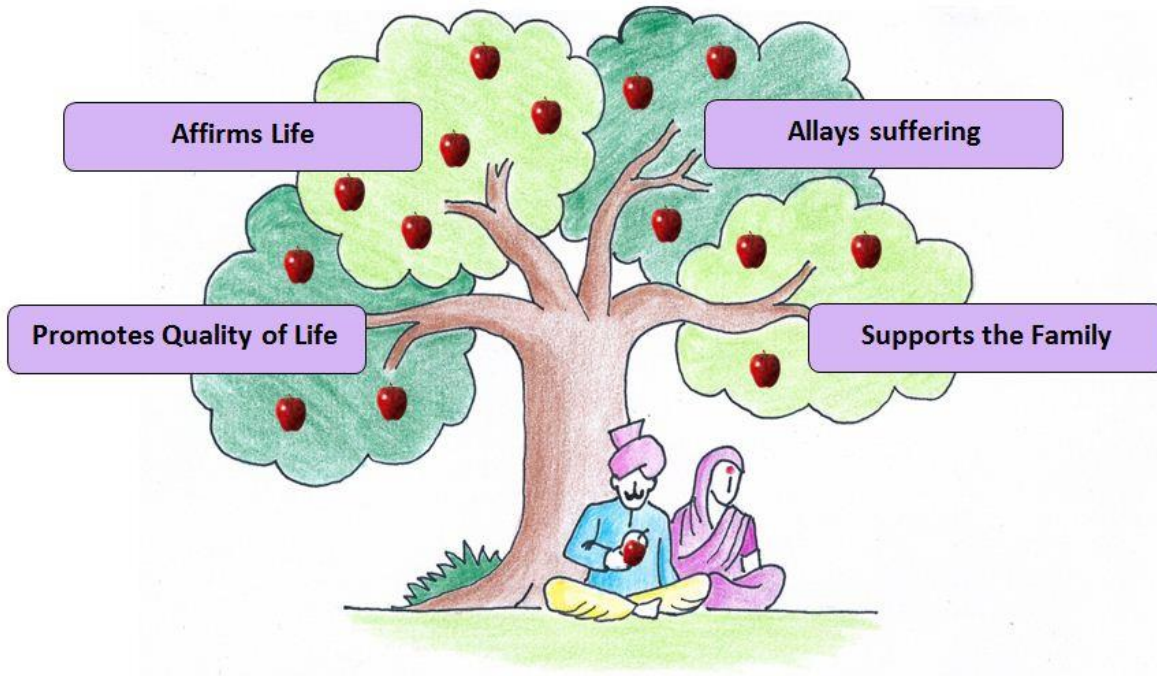 Affirms Life
Allays suffering
Promotes Quality of Life
Supports the Family